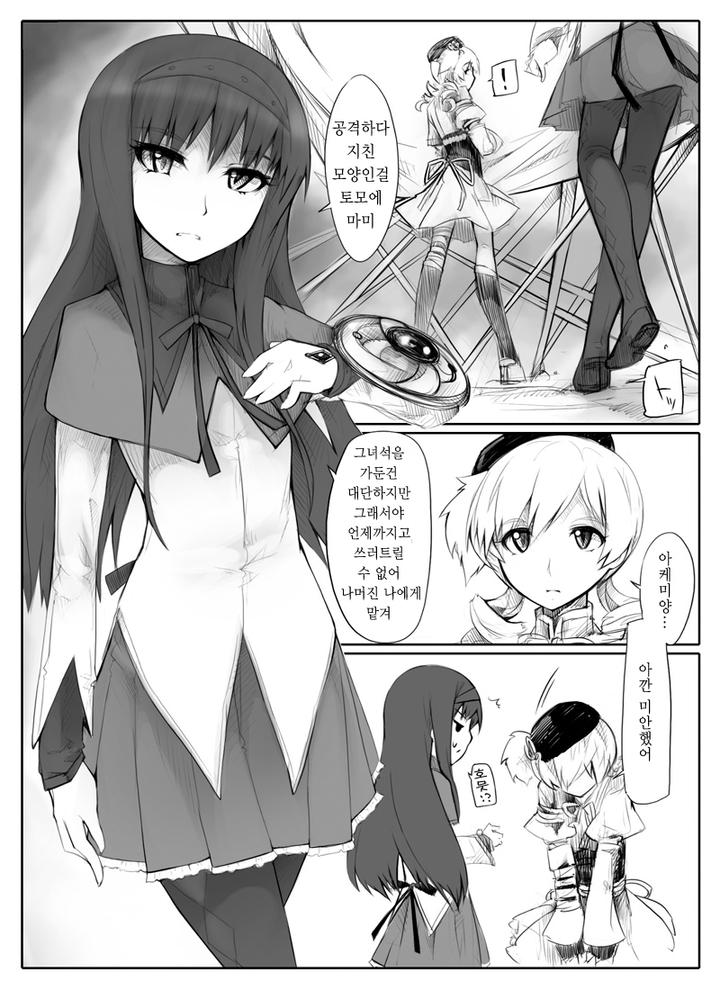 공격하다
지친
모양인걸
토모에
마미
!
ト
그녀석을
가둔건
대단하지만
그래서야
언제까지고
쓰러트릴
수 없어
나머진 나에게
맡겨
아케미양…
아깐 미안했어
호뭇!?